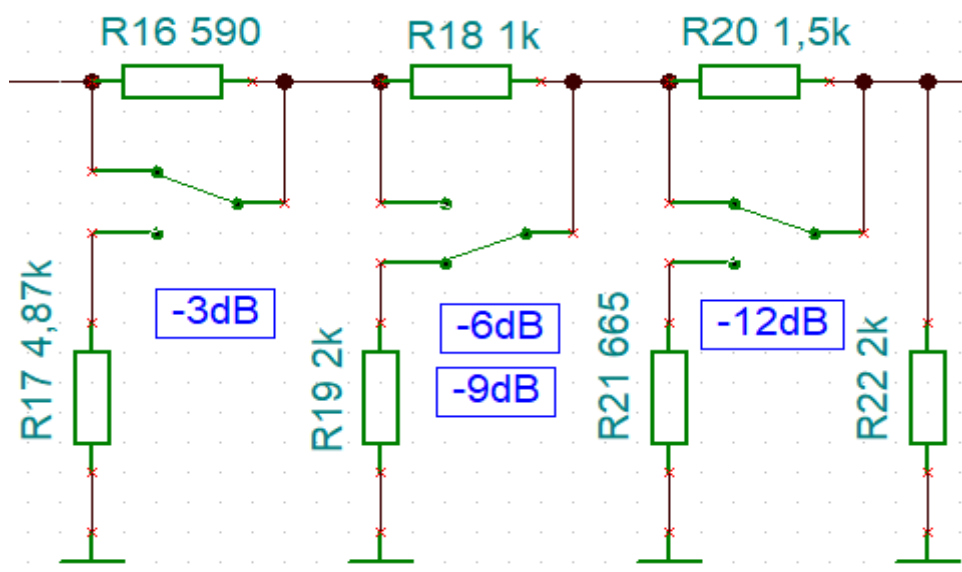 R16 590
R18 1k
R20 1,5k
R17 4,87k
-3dB
R19 2k
-6dB
-9dB
R21 665
-12dB
R22 2k